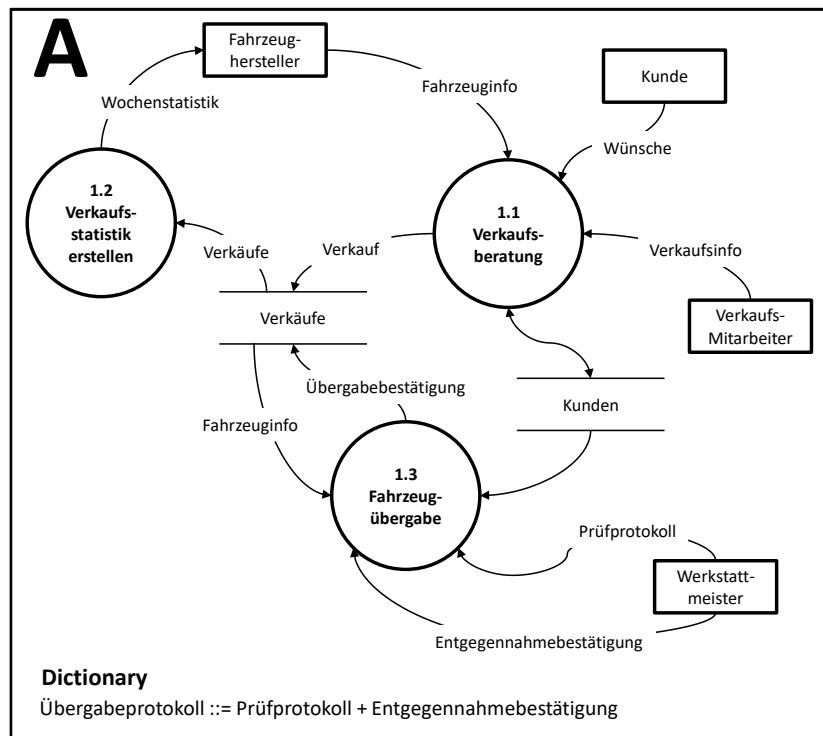 A
Fahrzeug-
hersteller
Kunde
Wochenstatistik
Fahrzeuginfo
Wünsche
1.2
Verkaufs-
statistik
erstellen
1.1
Verkaufs-
beratung
Verkäufe
Verkauf
Verkaufsinfo
Verkaufs-
Mitarbeiter
Verkäufe
Übergabebestätigung
Kunden
Fahrzeuginfo
1.3
Fahrzeug-
übergabe
Prüfprotokoll
Werkstatt-
meister
Entgegennahmebestätigung
Dictionary
Übergabeprotokoll ::= Prüfprotokoll + Entgegennahmebestätigung